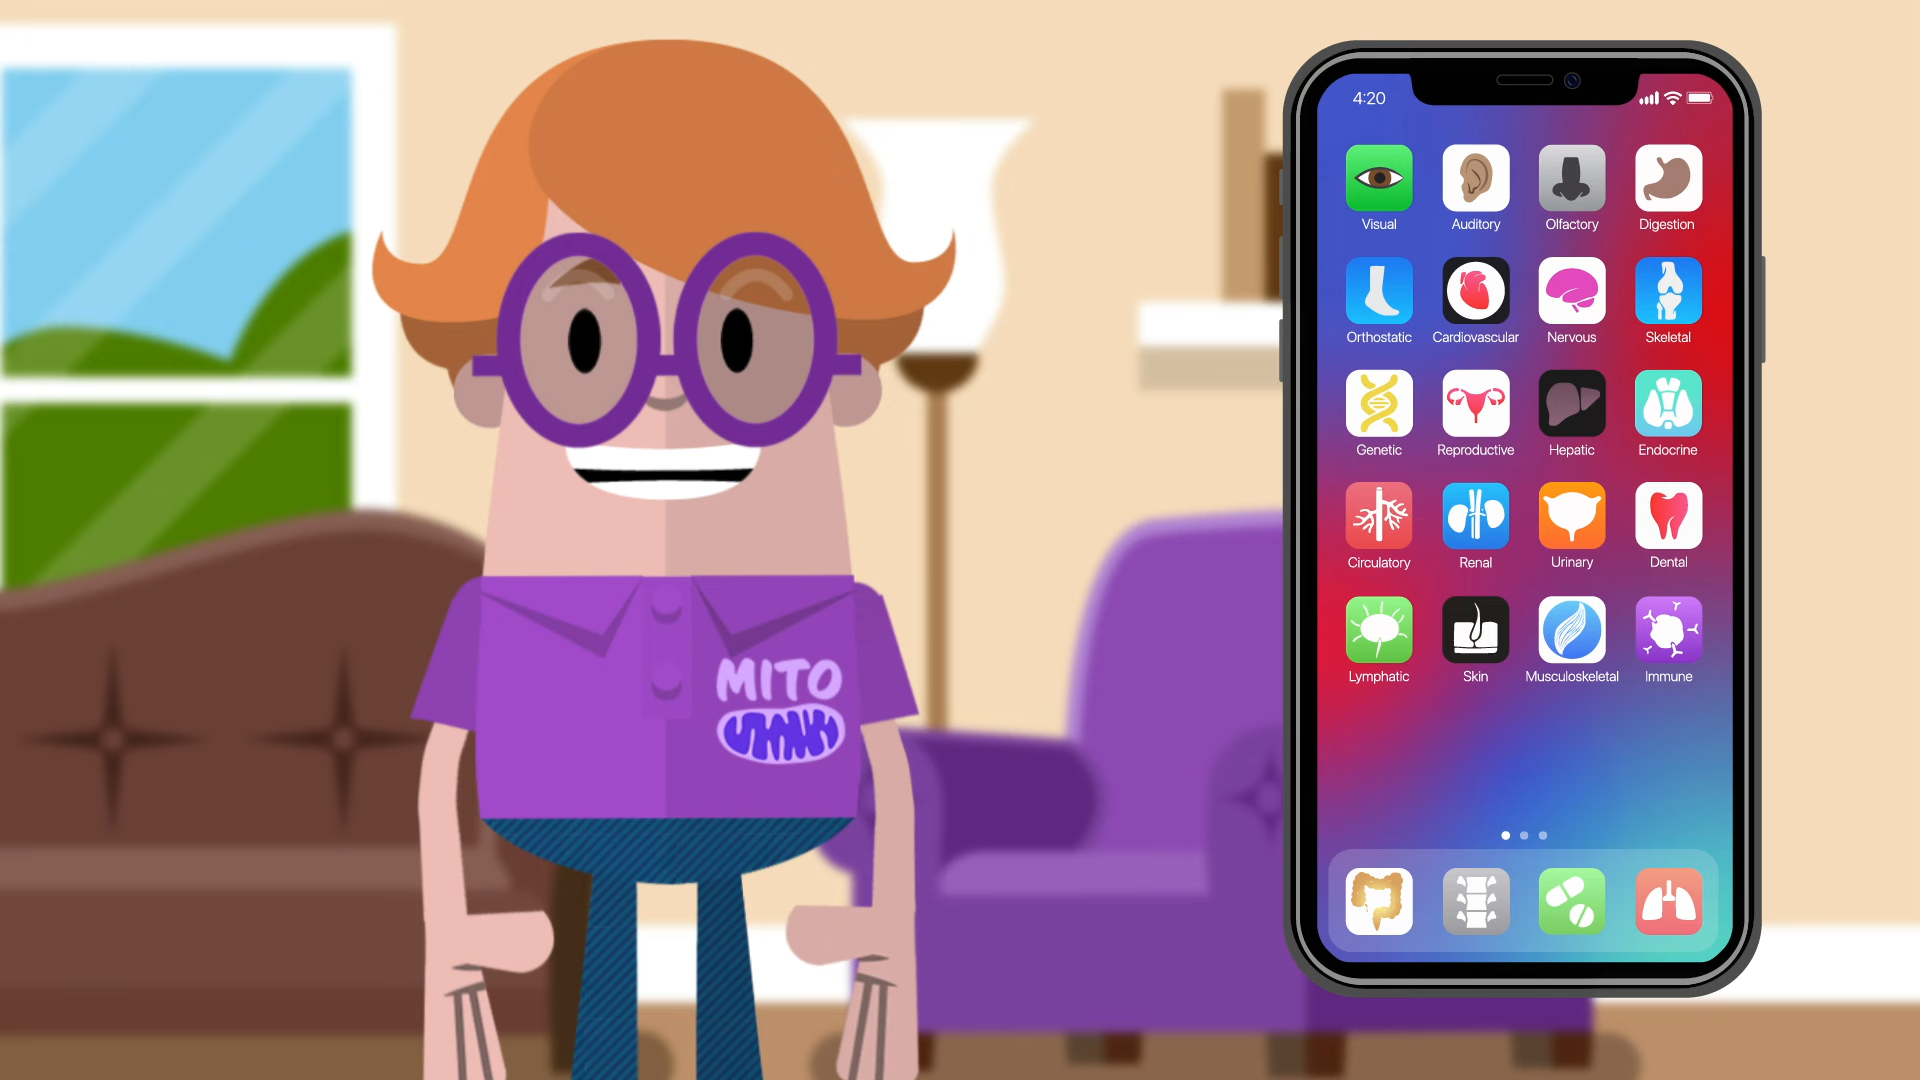 MITO
4:20
Visual Auditory Olfactory Digestion
Orthostatic Cardiovascular Nervous Skeletal
Genetic Reproductive Hepatic Endocrine
Circulatory Renal Urinary Dental
Lymphatic Skin Musculoskeletal Immune